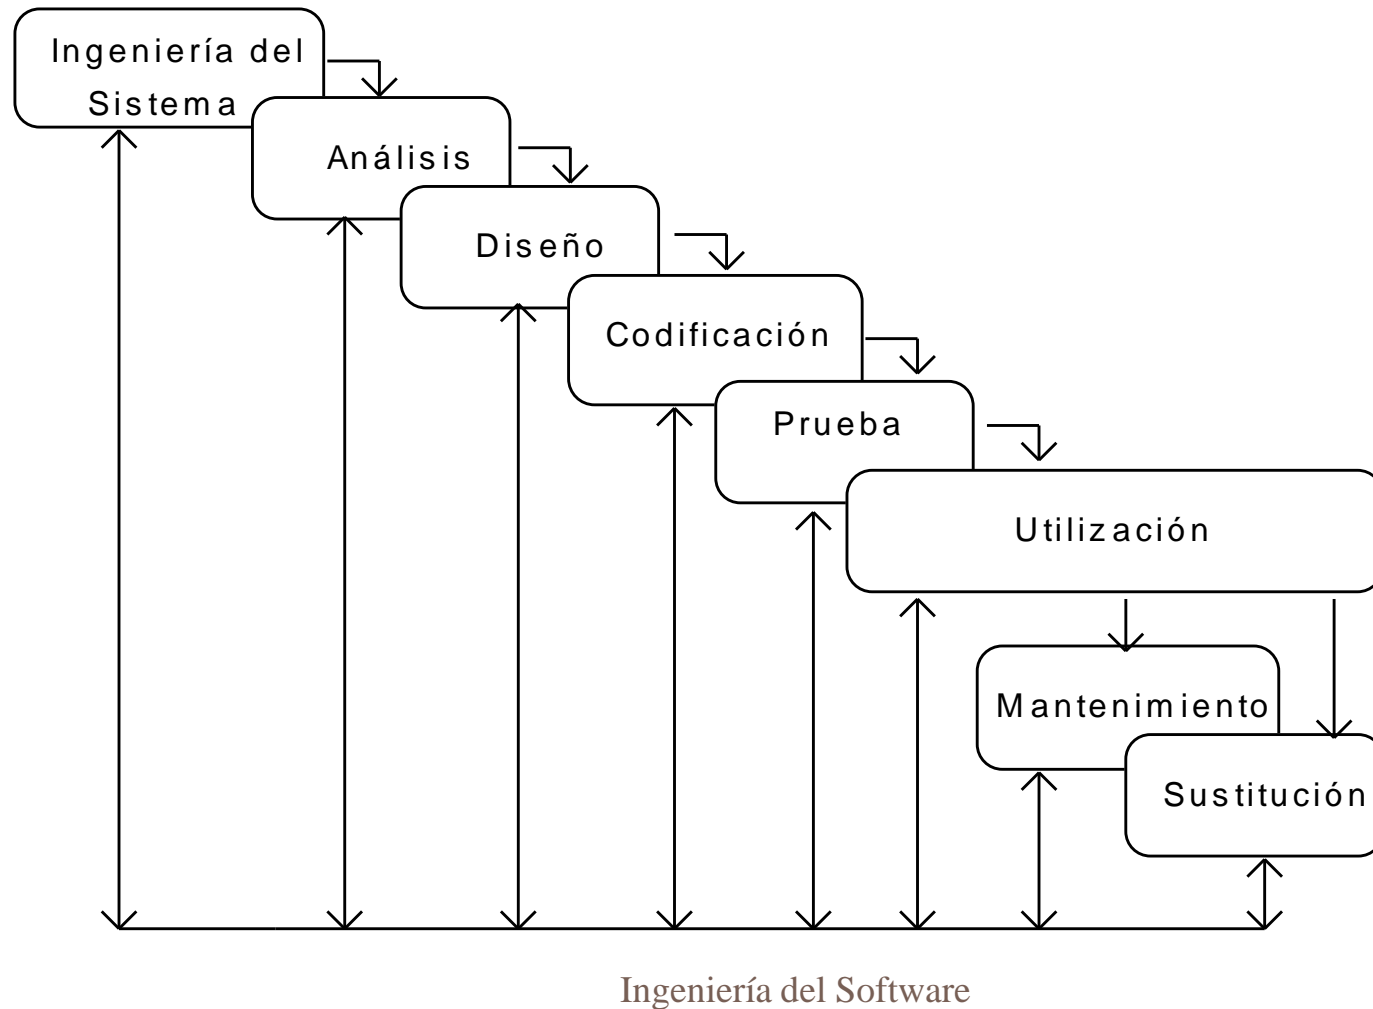 Ingeniería del
Sistema
Análisis
Diseño
Codificación
Prueba
Utilización
Mantenimiento
Sustitución
Ingeniería del Software